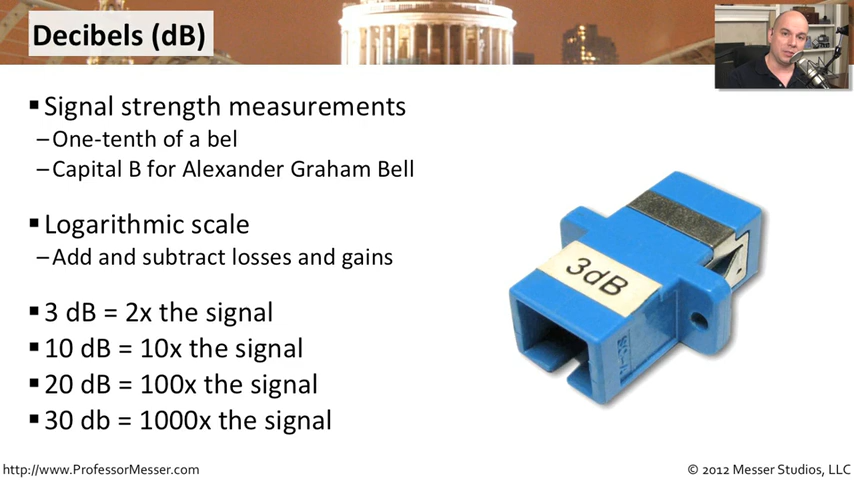 Decibels (dB)
▪Signal strength measurements
–One-tenth of a bel
–Capital B for Alexander Graham Bell
▪Logarithmic scale
–Add and subtract losses and gains
▪3 dB = 2x the signal
▪10 dB = 10x the signal
▪20 dB = 100x the signal
▪30 db = 1000x the signal
3dB
http://www.ProfessorMesser.com
© 2012 Messer Studios, LLC